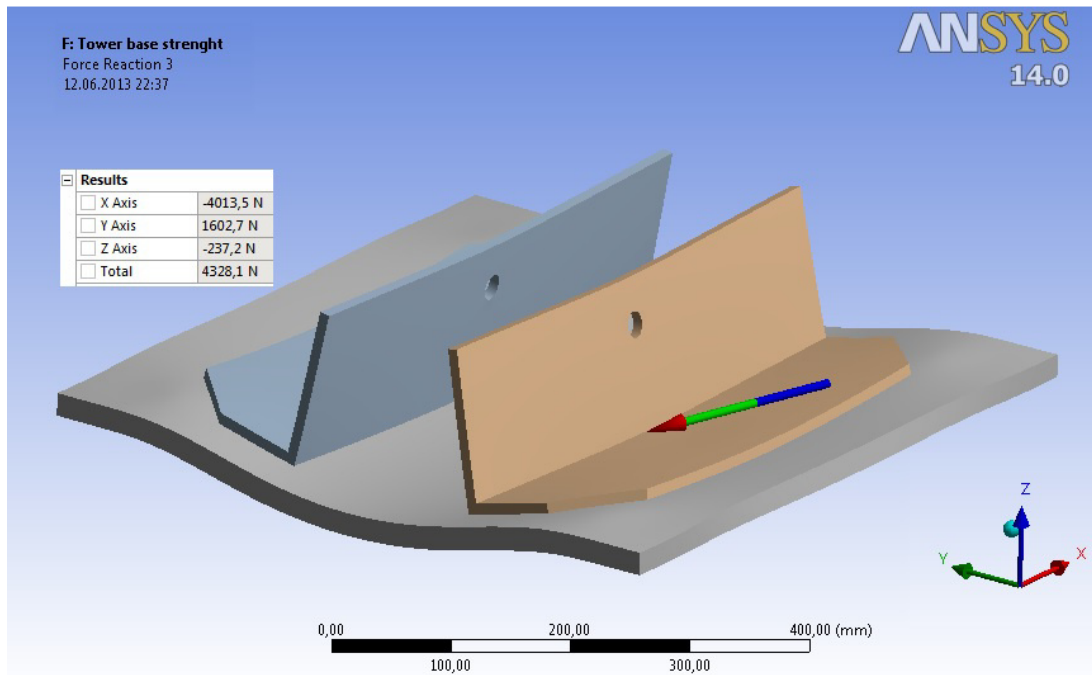 F: Tower base strenght
Force Reaction 3
12.06.2013 22:37
ANSYS
14.0
Results
X Axis -4013,5 N
Y Axis 1602,7 N
Z Axis -237,2 N
Total 4328,1 N
Z
Y
X
0,00 200,00 400,00 (mm)
100,00 300,00